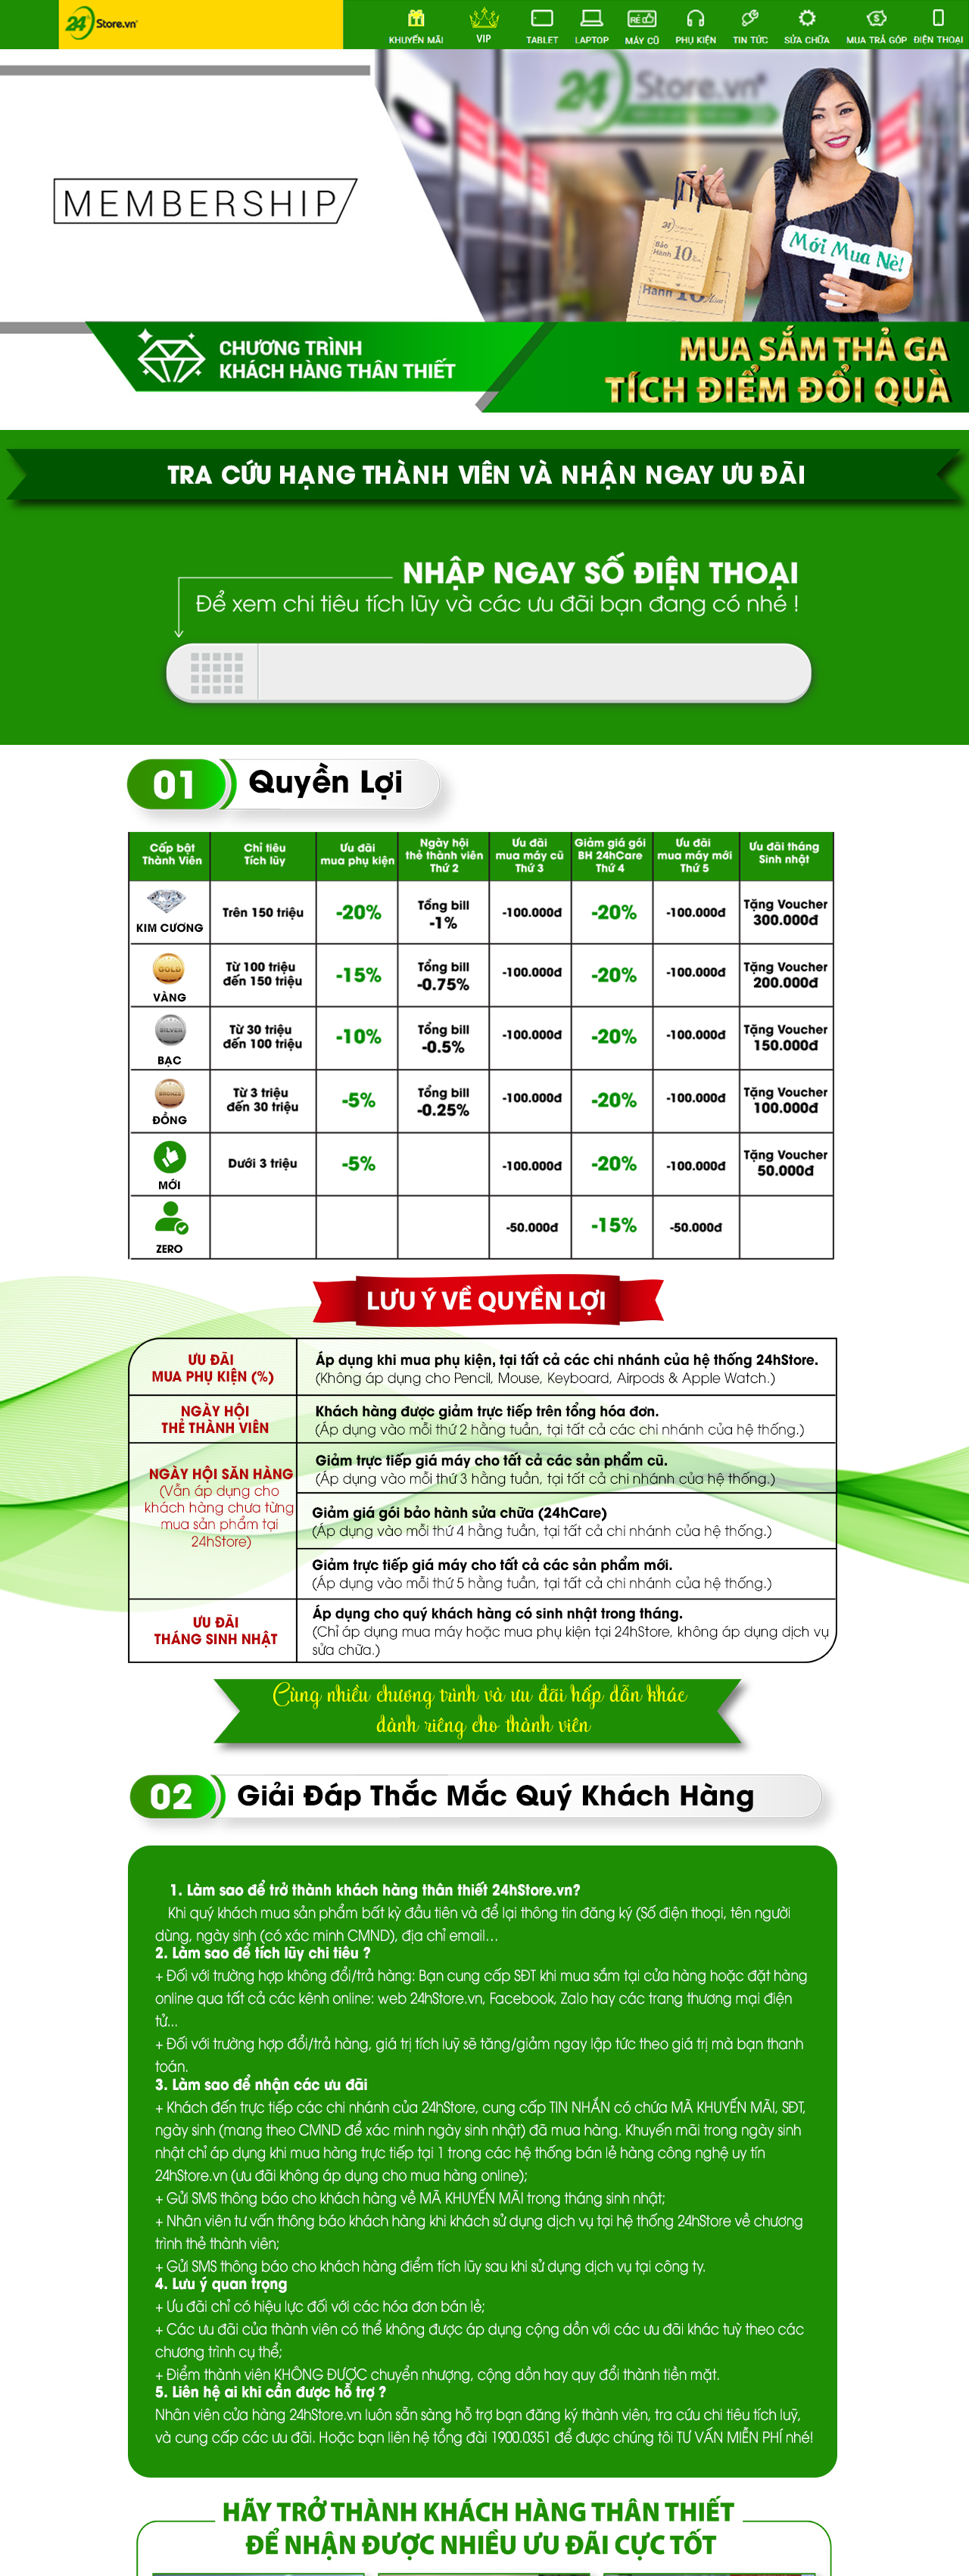 24 Store.vn
KHUYẾN MÃI VIP TABLET LAPTOP MÁY CŨ PHỤ KIỆN TIN TỨC SỬA CHỮA MUA TRẢ GÓP ĐIỆN THOẠI
24 Store.vn
MEMBERSHIP
Bảo Hành 10
Hành 10
Mới Mua Nè!
CHƯƠNG TRÌNH
KHÁCH HÀNG THÂN THIẾT
MUA SẮM THẢ GA
TÍCH ĐIỂM ĐỔI QUÀ
TRA CỨU HẠNG THÀNH VIÊN VÀ NHẬN NGAY ƯU ĐÃI
NHẬP NGAY SỐ ĐIỆN THOẠI
Để xem chi tiêu tích lũy và các ưu đãi bạn đang có nhé !
01 Quyền Lợi
Cấp bật Thành Viên | Chi tiêu Tích lũy | Ưu đãi mua phụ kiện | Ngày hội thẻ thành viên Thứ 2 | Ưu đãi mua máy cũ Thứ 3 | Giảm giá gói BH 24hCare Thứ 4 | Ưu đãi mua máy mới Thứ 5 | Ưu đãi tháng Sinh nhật
KIM CƯƠNG | Trên 150 triệu | -20% | Tổng bill -1% | -100.000đ | -20% | -100.000đ | Tặng Voucher 300.000đ
GOLD VÀNG | Từ 100 triệu đến 150 triệu | -15% | Tổng bill -0.75% | -100.000đ | -20% | -100.000đ | Tặng Voucher 200.000đ
SILVER BẠC | Từ 30 triệu đến 100 triệu | -10% | Tổng bill -0.5% | -100.000đ | -20% | -100.000đ | Tặng Voucher 150.000đ
BRONZE ĐỒNG | Từ 3 triệu đến 30 triệu | -5% | Tổng bill -0.25% | -100.000đ | -20% | -100.000đ | Tặng Voucher 100.000đ
MỚI | Dưới 3 triệu | -5% | -100.000đ | -20% | -100.000đ | Tặng Voucher 50.000đ
ZERO | -50.000đ | -15% | -50.000đ
LƯU Ý VỀ QUYỀN LỢI
ƯU ĐÃI
MUA PHỤ KIỆN (%)
Áp dụng khi mua phụ kiện, tại tất cả các chi nhánh của hệ thống 24hStore.
(Không áp dụng cho Pencil, Mouse, Keyboard, Airpods & Apple Watch.)
NGÀY HỘI
THẺ THÀNH VIÊN
Khách hàng được giảm trực tiếp trên tổng hóa đơn.
(Áp dụng vào mỗi thứ 2 hằng tuần, tại tất cả các chi nhánh của hệ thống.)
NGÀY HỘI SĂN HÀNG
(Vẫn áp dụng cho
khách hàng chưa từng
mua sản phẩm tại
24hStore)
Giảm trực tiếp giá máy cho tất cả các sản phẩm cũ.
(Áp dụng vào mỗi thứ 3 hằng tuần, tại tất cả chi nhánh của hệ thống.)
Giảm giá gói bảo hành sửa chữa (24hCare)
(Áp dụng vào mỗi thứ 4 hằng tuần, tại tất cả chi nhánh của hệ thống.)
Giảm trực tiếp giá máy cho tất cả các sản phẩm mới.
(Áp dụng vào mỗi thứ 5 hằng tuần, tại tất cả chi nhánh của hệ thống.)
ƯU ĐÃI
THÁNG SINH NHẬT
Áp dụng cho quý khách hàng có sinh nhật trong tháng.
(Chỉ áp dụng mua máy hoặc mua phụ kiện tại 24hStore, không áp dụng dịch vụ
sửa chữa.)
Cùng nhiều chương trình và ưu đãi hấp dẫn khác
dành riêng cho thành viên
02 Giải Đáp Thắc Mắc Quý Khách Hàng
1. Làm sao để trở thành khách hàng thân thiết 24hStore.vn?
Khi quý khách mua sản phẩm bất kỳ đầu tiên và để lại thông tin đăng ký (Số điện thoại, tên người
dùng, ngày sinh (có xác minh CMND), địa chỉ email...
2. Làm sao để tích lũy chi tiêu ?
+ Đối với trường hợp không đổi/trả hàng: Bạn cung cấp SĐT khi mua sắm tại cửa hàng hoặc đặt hàng
online qua tất cả các kênh online: web 24hStore.vn, Facebook, Zalo hay các trang thương mại điện
tử...
+ Đối với trường hợp đổi/trả hàng, giá trị tích luỹ sẽ tăng/giảm ngay lập tức theo giá trị mà bạn thanh
toán.
3. Làm sao để nhận các ưu đãi
+ Khách đến trực tiếp các chi nhánh của 24hStore, cung cấp TIN NHẮN có chứa MÃ KHUYẾN MÃI, SĐT,
ngày sinh (mang theo CMND để xác minh ngày sinh nhật) đã mua hàng. Khuyến mãi trong ngày sinh
nhật chỉ áp dụng khi mua hàng trực tiếp tại 1 trong các hệ thống bán lẻ hàng công nghệ uy tín
24hStore.vn (ưu đãi không áp dụng cho mua hàng online);
+ Gửi SMS thông báo cho khách hàng về MÃ KHUYẾN MÃI trong tháng sinh nhật;
+ Nhân viên tư vấn thông báo khách hàng khi khách sử dụng dịch vụ tại hệ thống 24hStore về chương
trình thẻ thành viên;
+ Gửi SMS thông báo cho khách hàng điểm tích lũy sau khi sử dụng dịch vụ tại công ty.
4. Lưu ý quan trọng
+ Ưu đãi chỉ có hiệu lực đối với các hóa đơn bán lẻ;
+ Các ưu đãi của thành viên có thể không được áp dụng cộng dồn với các ưu đãi khác tuỳ theo các
chương trình cụ thể;
+ Điểm thành viên KHÔNG ĐƯỢC chuyển nhượng, cộng dồn hay quy đổi thành tiền mặt.
5. Liên hệ ai khi cần được hỗ trợ ?
Nhân viên cửa hàng 24hStore.vn luôn sẵn sàng hỗ trợ bạn đăng ký thành viên, tra cứu chi tiêu tích luỹ,
và cung cấp các ưu đãi. Hoặc bạn liên hệ tổng đài 1900.0351 để được chúng tôi TƯ VẤN MIỄN PHÍ nhé!
HÃY TRỞ THÀNH KHÁCH HÀNG THÂN THIẾT
ĐỂ NHẬN ĐƯỢC NHIỀU ƯU ĐÃI CỰC TỐT